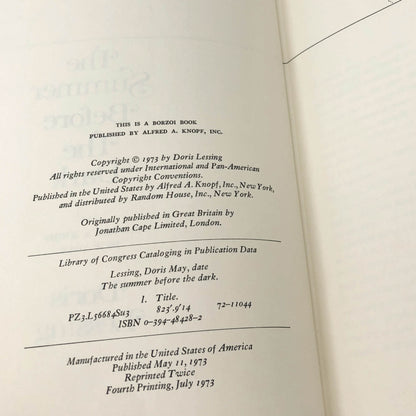 THIS IS A BORZOI BOOK
PUBLISHED BY ALFRED A. KNOPF, INC.
Copyright © 1973 by Doris Lessing
All rights reserved under International and Pan-American
Copyright Conventions.
Published in the United States by Alfred A. Knopf, Inc., New York,
and distributed by Random House, Inc., New York.
Originally published in Great Britain by
Jonathan Cape Limited, London.
Library of Congress Cataloging in Publication Data
Lessing, Doris May, date
The summer before the dark.
I. Title.
PZ3.L56684Su3 823'.9'14 72-11044
ISBN 0-394-48428-2
Manufactured in the United States of America
Published May 11, 1973
Reprinted Twice
Fourth Printing, July 1973